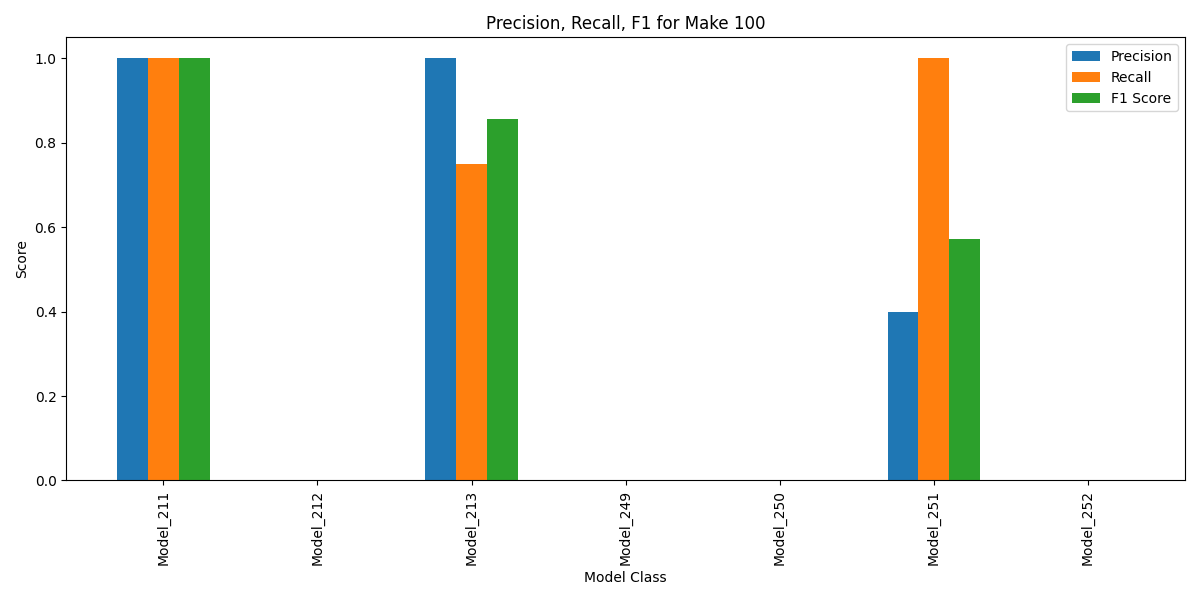 Precision, Recall, F1 for Make 100
Precision
Recall
F1 Score
Score
1.0
0.8
0.6
0.4
0.2
0.0
Model_211
Model_212
Model_213
Model_249
Model_250
Model_251
Model_252
Model Class